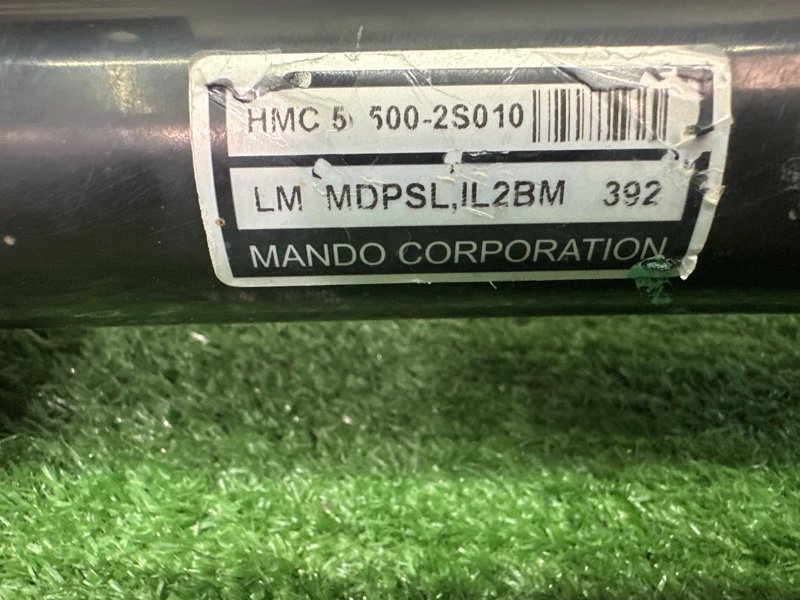 HMC 5 500-2S010
LM MDPSL,IL2BM 392
MANDO CORPORATION